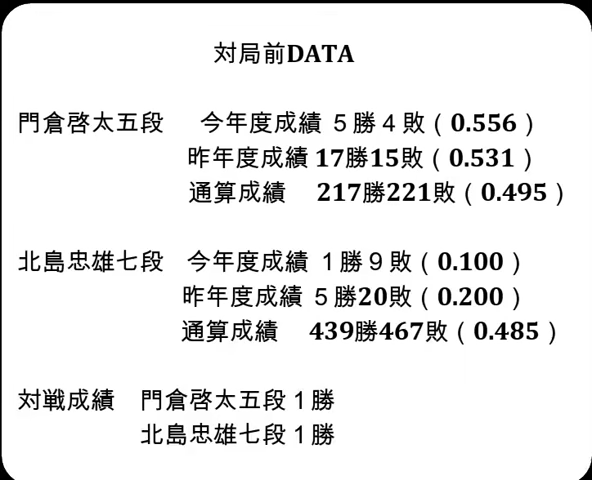 対局前DATA
門倉啓太五段 今年度成績 5勝4敗(0.556)
昨年度成績 17勝15敗(0.531)
通算成績 217勝221敗(0.495)
北島忠雄七段 今年度成績 1勝9敗(0.100)
昨年度成績 5勝20敗(0.200)
通算成績 439勝467敗(0.485)
対戦成績 門倉啓太五段1勝
北島忠雄七段1勝